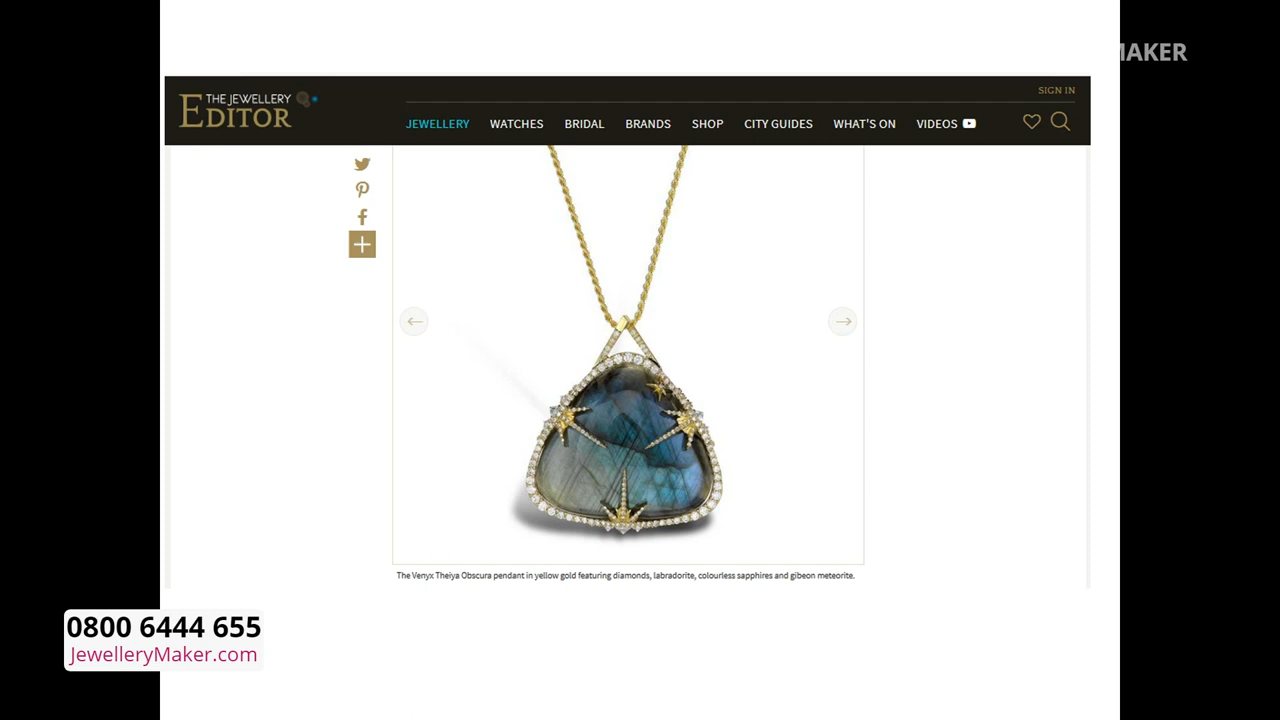 MAKER
THE JEWELLERY
EDITOR
SIGN IN
JEWELLERY WATCHES BRIDAL BRANDS SHOP CITY GUIDES WHAT'S ON VIDEOS
The Venyx Theiya Obscura pendant in yellow gold featuring diamonds, labradorite, colourless sapphires and gibeon meteorite.
0800 6444 655
JewelleryMaker.com